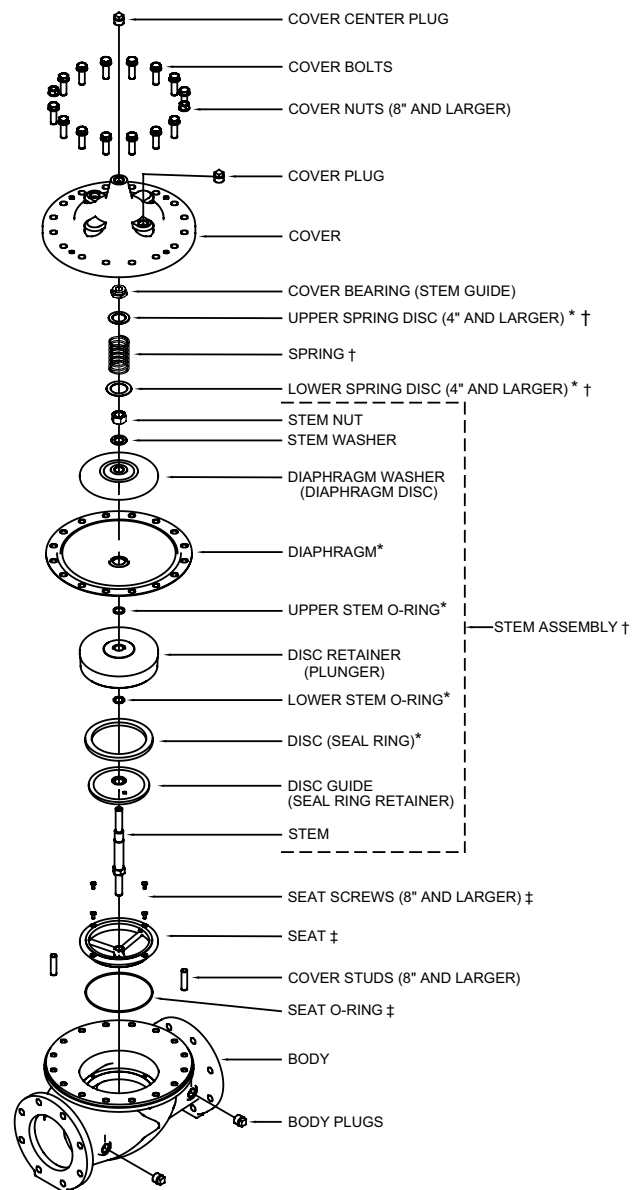 COVER CENTER PLUG
COVER BOLTS
COVER NUTS (8" AND LARGER)
COVER PLUG
COVER
COVER BEARING (STEM GUIDE)
UPPER SPRING DISC (4" AND LARGER) * †
SPRING †
LOWER SPRING DISC (4" AND LARGER) * †
STEM NUT
STEM WASHER
DIAPHRAGM WASHER
(DIAPHRAGM DISC)
DIAPHRAGM*
UPPER STEM O-RING*
STEM ASSEMBLY †
DISC RETAINER
(PLUNGER)
LOWER STEM O-RING*
DISC (SEAL RING)*
DISC GUIDE
(SEAL RING RETAINER)
STEM
SEAT SCREWS (8" AND LARGER) ‡
SEAT ‡
COVER STUDS (8" AND LARGER)
SEAT O-RING ‡
BODY
BODY PLUGS